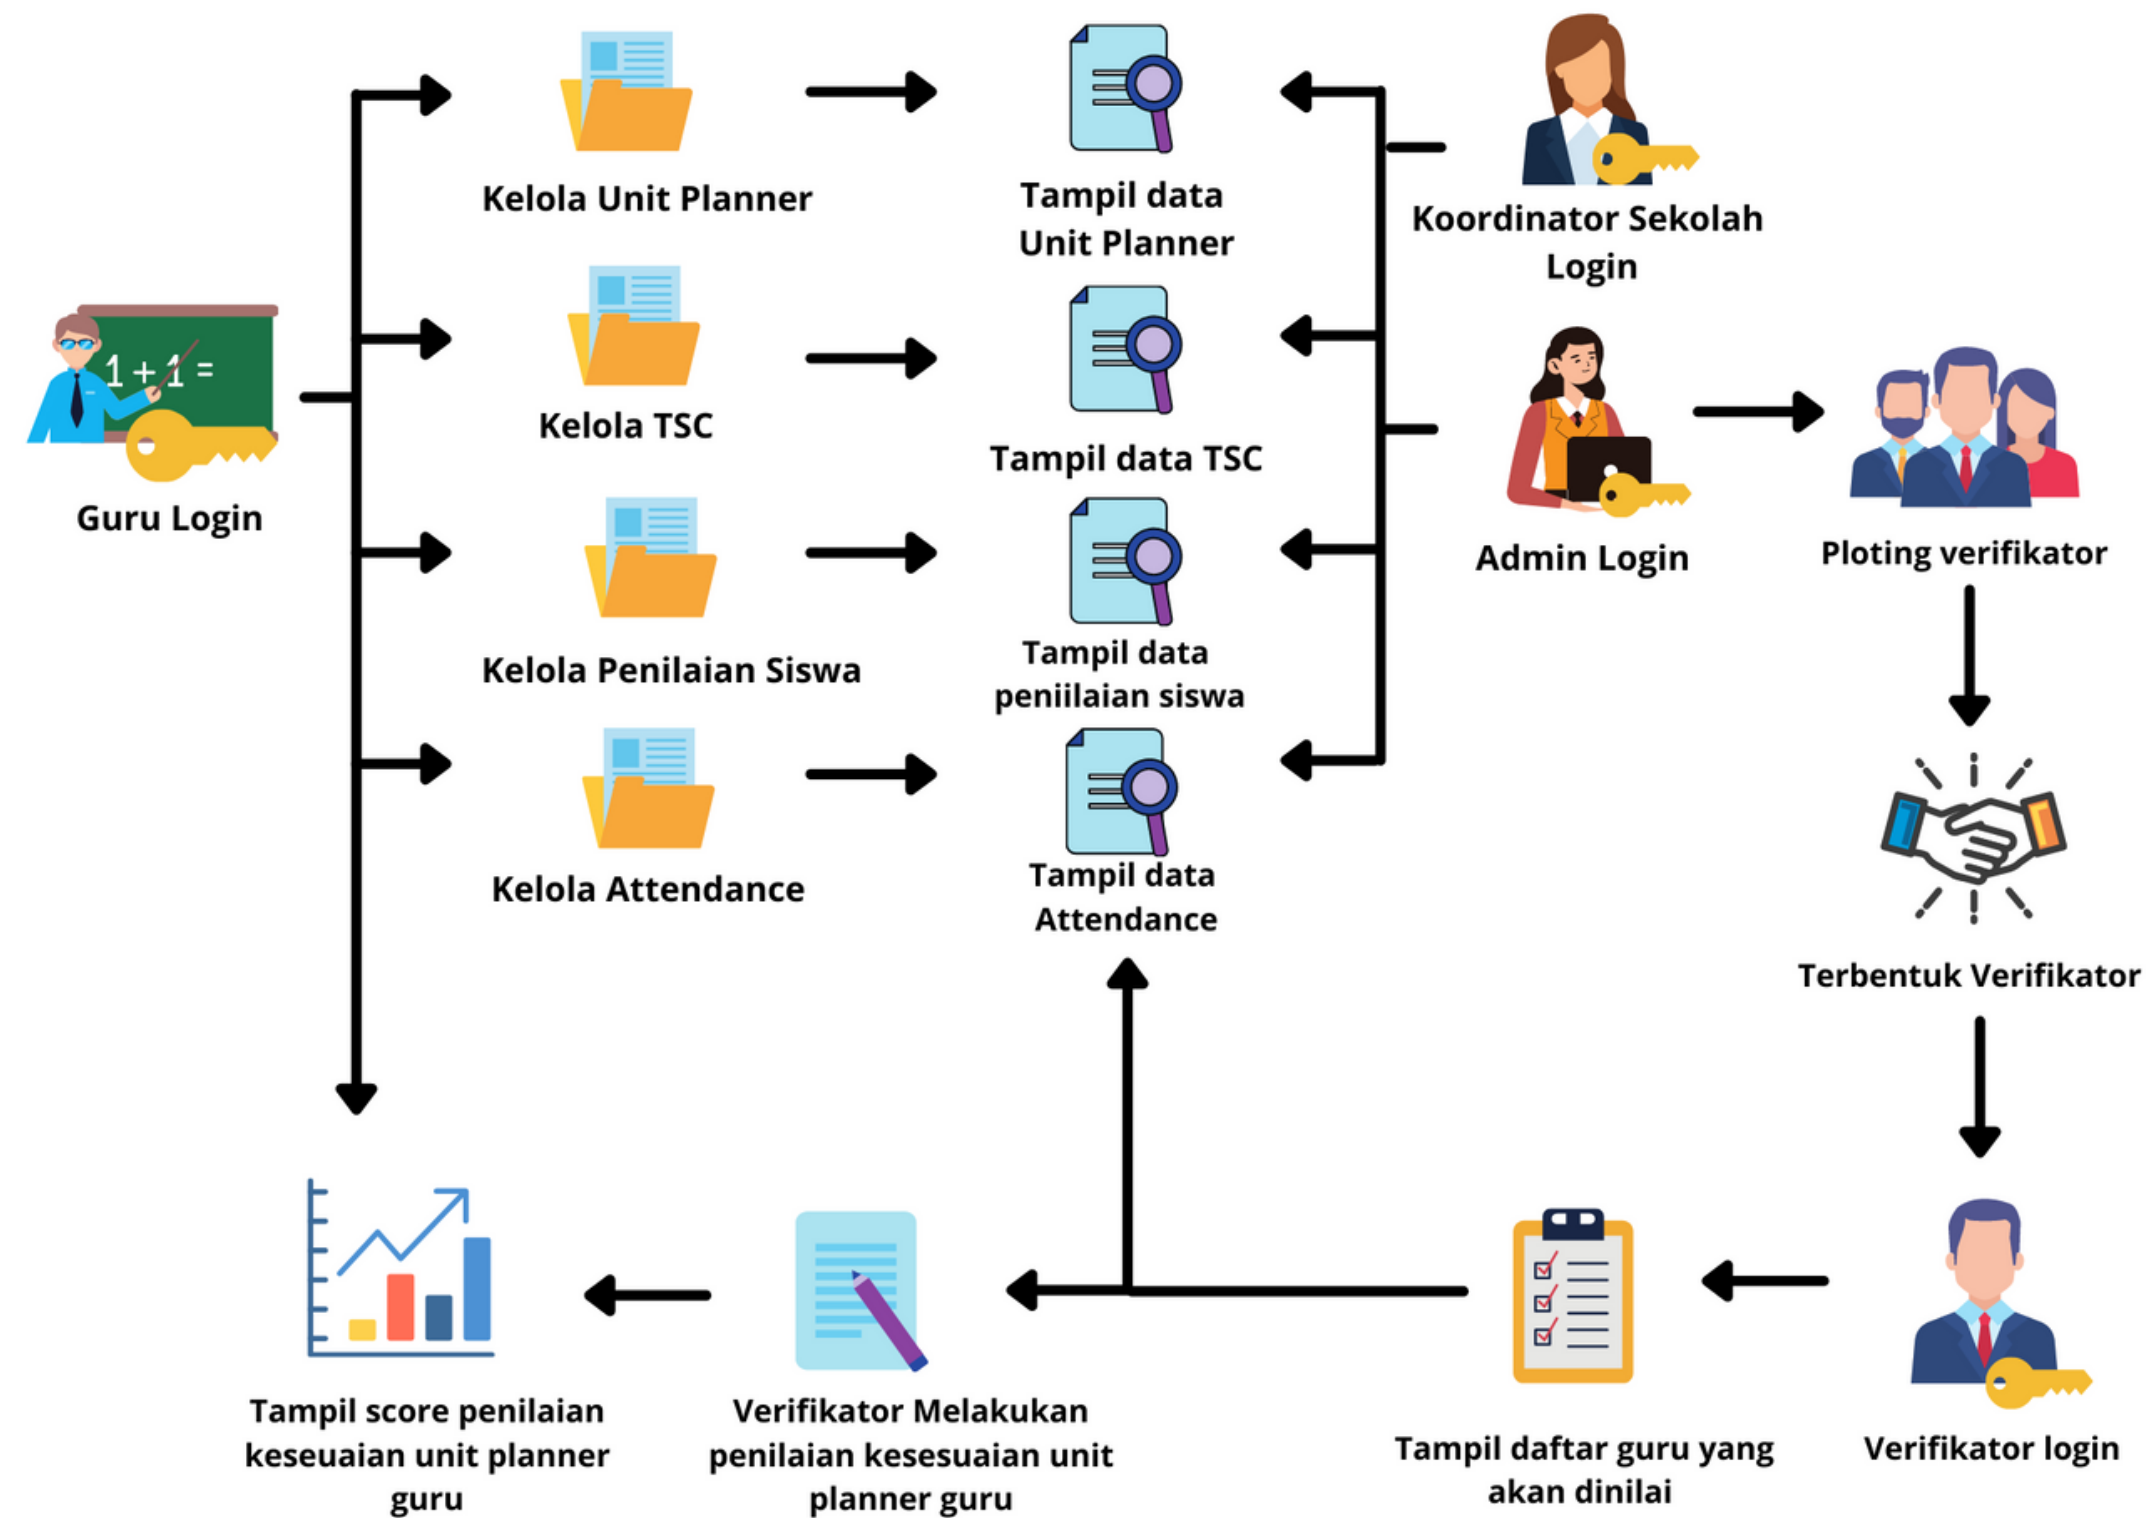 Kelola Unit Planner
Tampil data
Unit Planner
Koordinator Sekolah
Login
1 + 1 =
Guru Login
Kelola TSC
Tampil data TSC
Admin Login
Ploting verifikator
Kelola Penilaian Siswa
Tampil data
peniilaian siswa
Kelola Attendance
Tampil data
Attendance
Terbentuk Verifikator
Tampil score penilaian
keseuaian unit planner
guru
Verifikator Melakukan
penilaian kesesuaian unit
planner guru
Tampil daftar guru yang
akan dinilai
Verifikator login